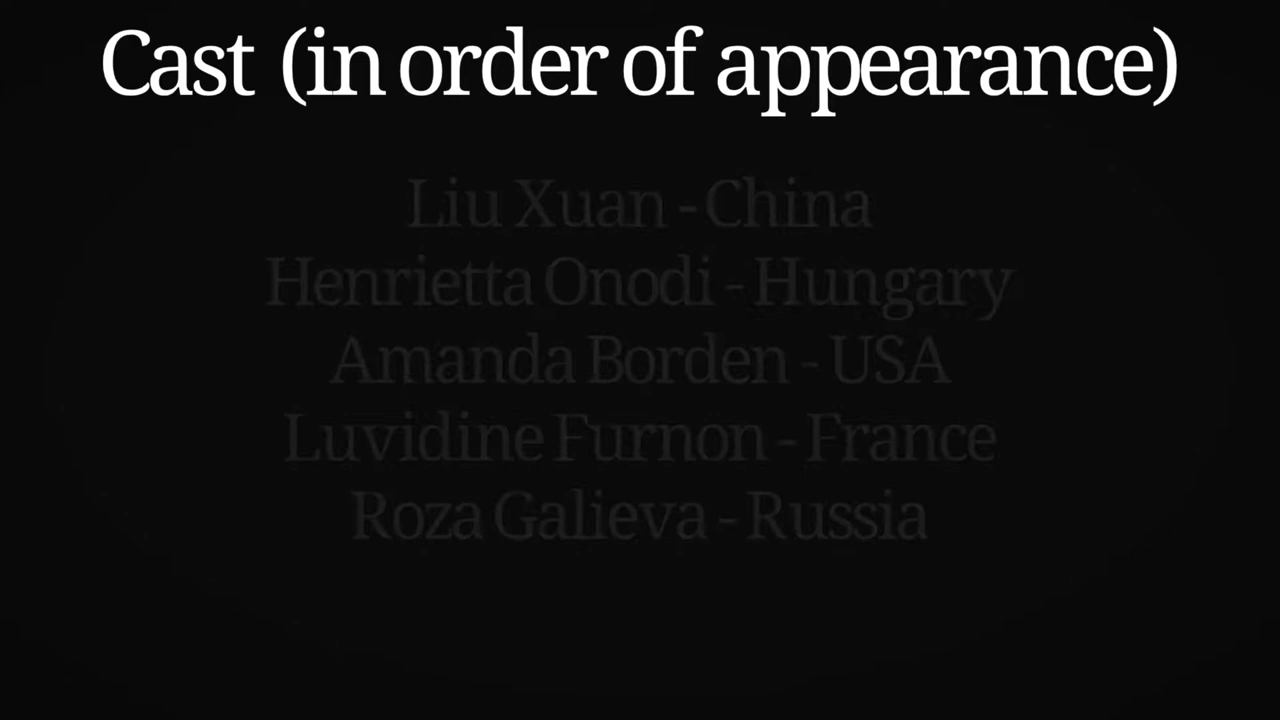 Cast (in order of appearance)
Liu Xuan - China
Henrietta Onodi - Hungary
Amanda Borden - USA
Luvidine Furnon - France
Roza Galieva - Russia